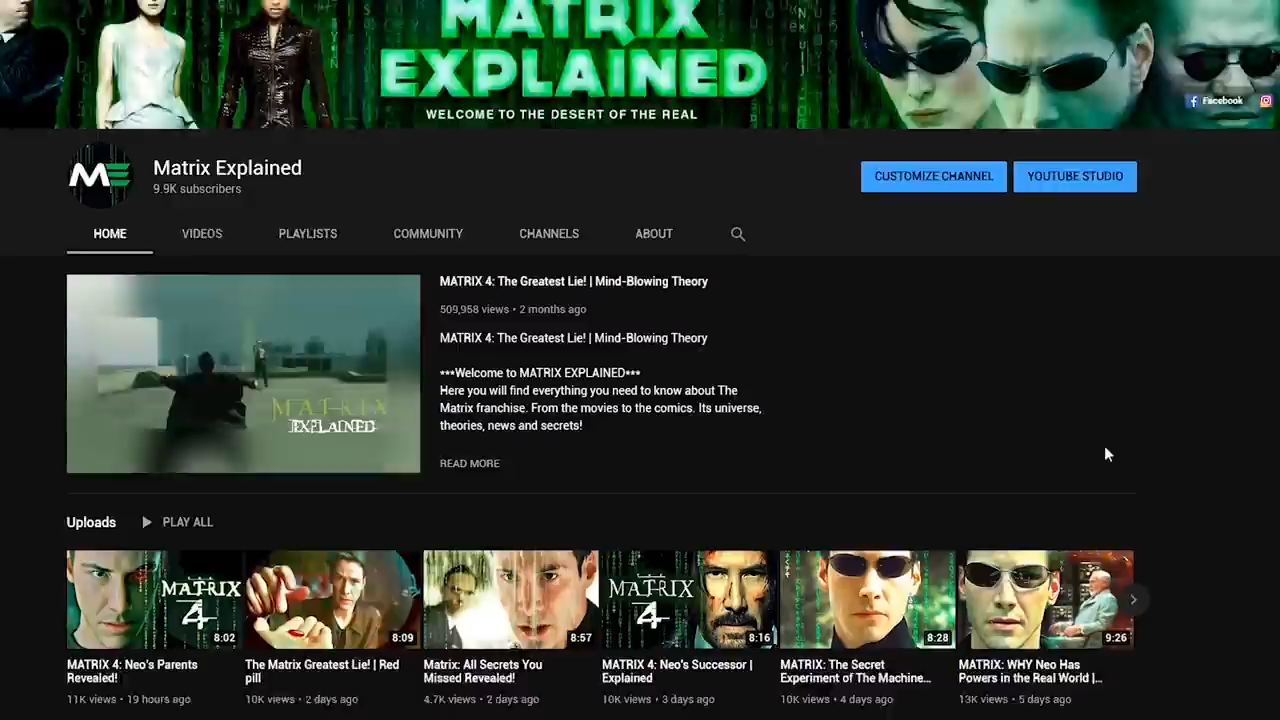 MATRIX
EXPLAINED
WELCOME TO THE DESERT OF THE REAL
Facebook
ME
Matrix Explained
9.9K subscribers
CUSTOMIZE CHANNEL
YOUTUBE STUDIO
HOME
VIDEOS
PLAYLISTS
COMMUNITY
CHANNELS
ABOUT
MATRIX
EXPLAINED
MATRIX 4: The Greatest Lie! | Mind-Blowing Theory
509,958 views • 2 months ago
MATRIX 4: The Greatest Lie! | Mind-Blowing Theory
***Welcome to MATRIX EXPLAINED***
Here you will find everything you need to know about The
Matrix franchise. From the movies to the comics. Its universe,
theories, news and secrets!
READ MORE
Uploads
PLAY ALL
MATRIX
4
8:02
MATRIX 4: Neo's Parents
Revealed!
11K views • 19 hours ago
8:09
The Matrix Greatest Lie! | Red
pill
10K views • 2 days ago
8:57
Matrix: All Secrets You
Missed Revealed!
4.7K views • 2 days ago
MATRIX
4
8:16
MATRIX 4: Neo's Successor |
Explained
10K views • 3 days ago
8:28
MATRIX: The Secret
Experiment of The Machine...
10K views • 4 days ago
9:26
MATRIX: WHY Neo Has
Powers in the Real World |...
13K views • 5 days ago